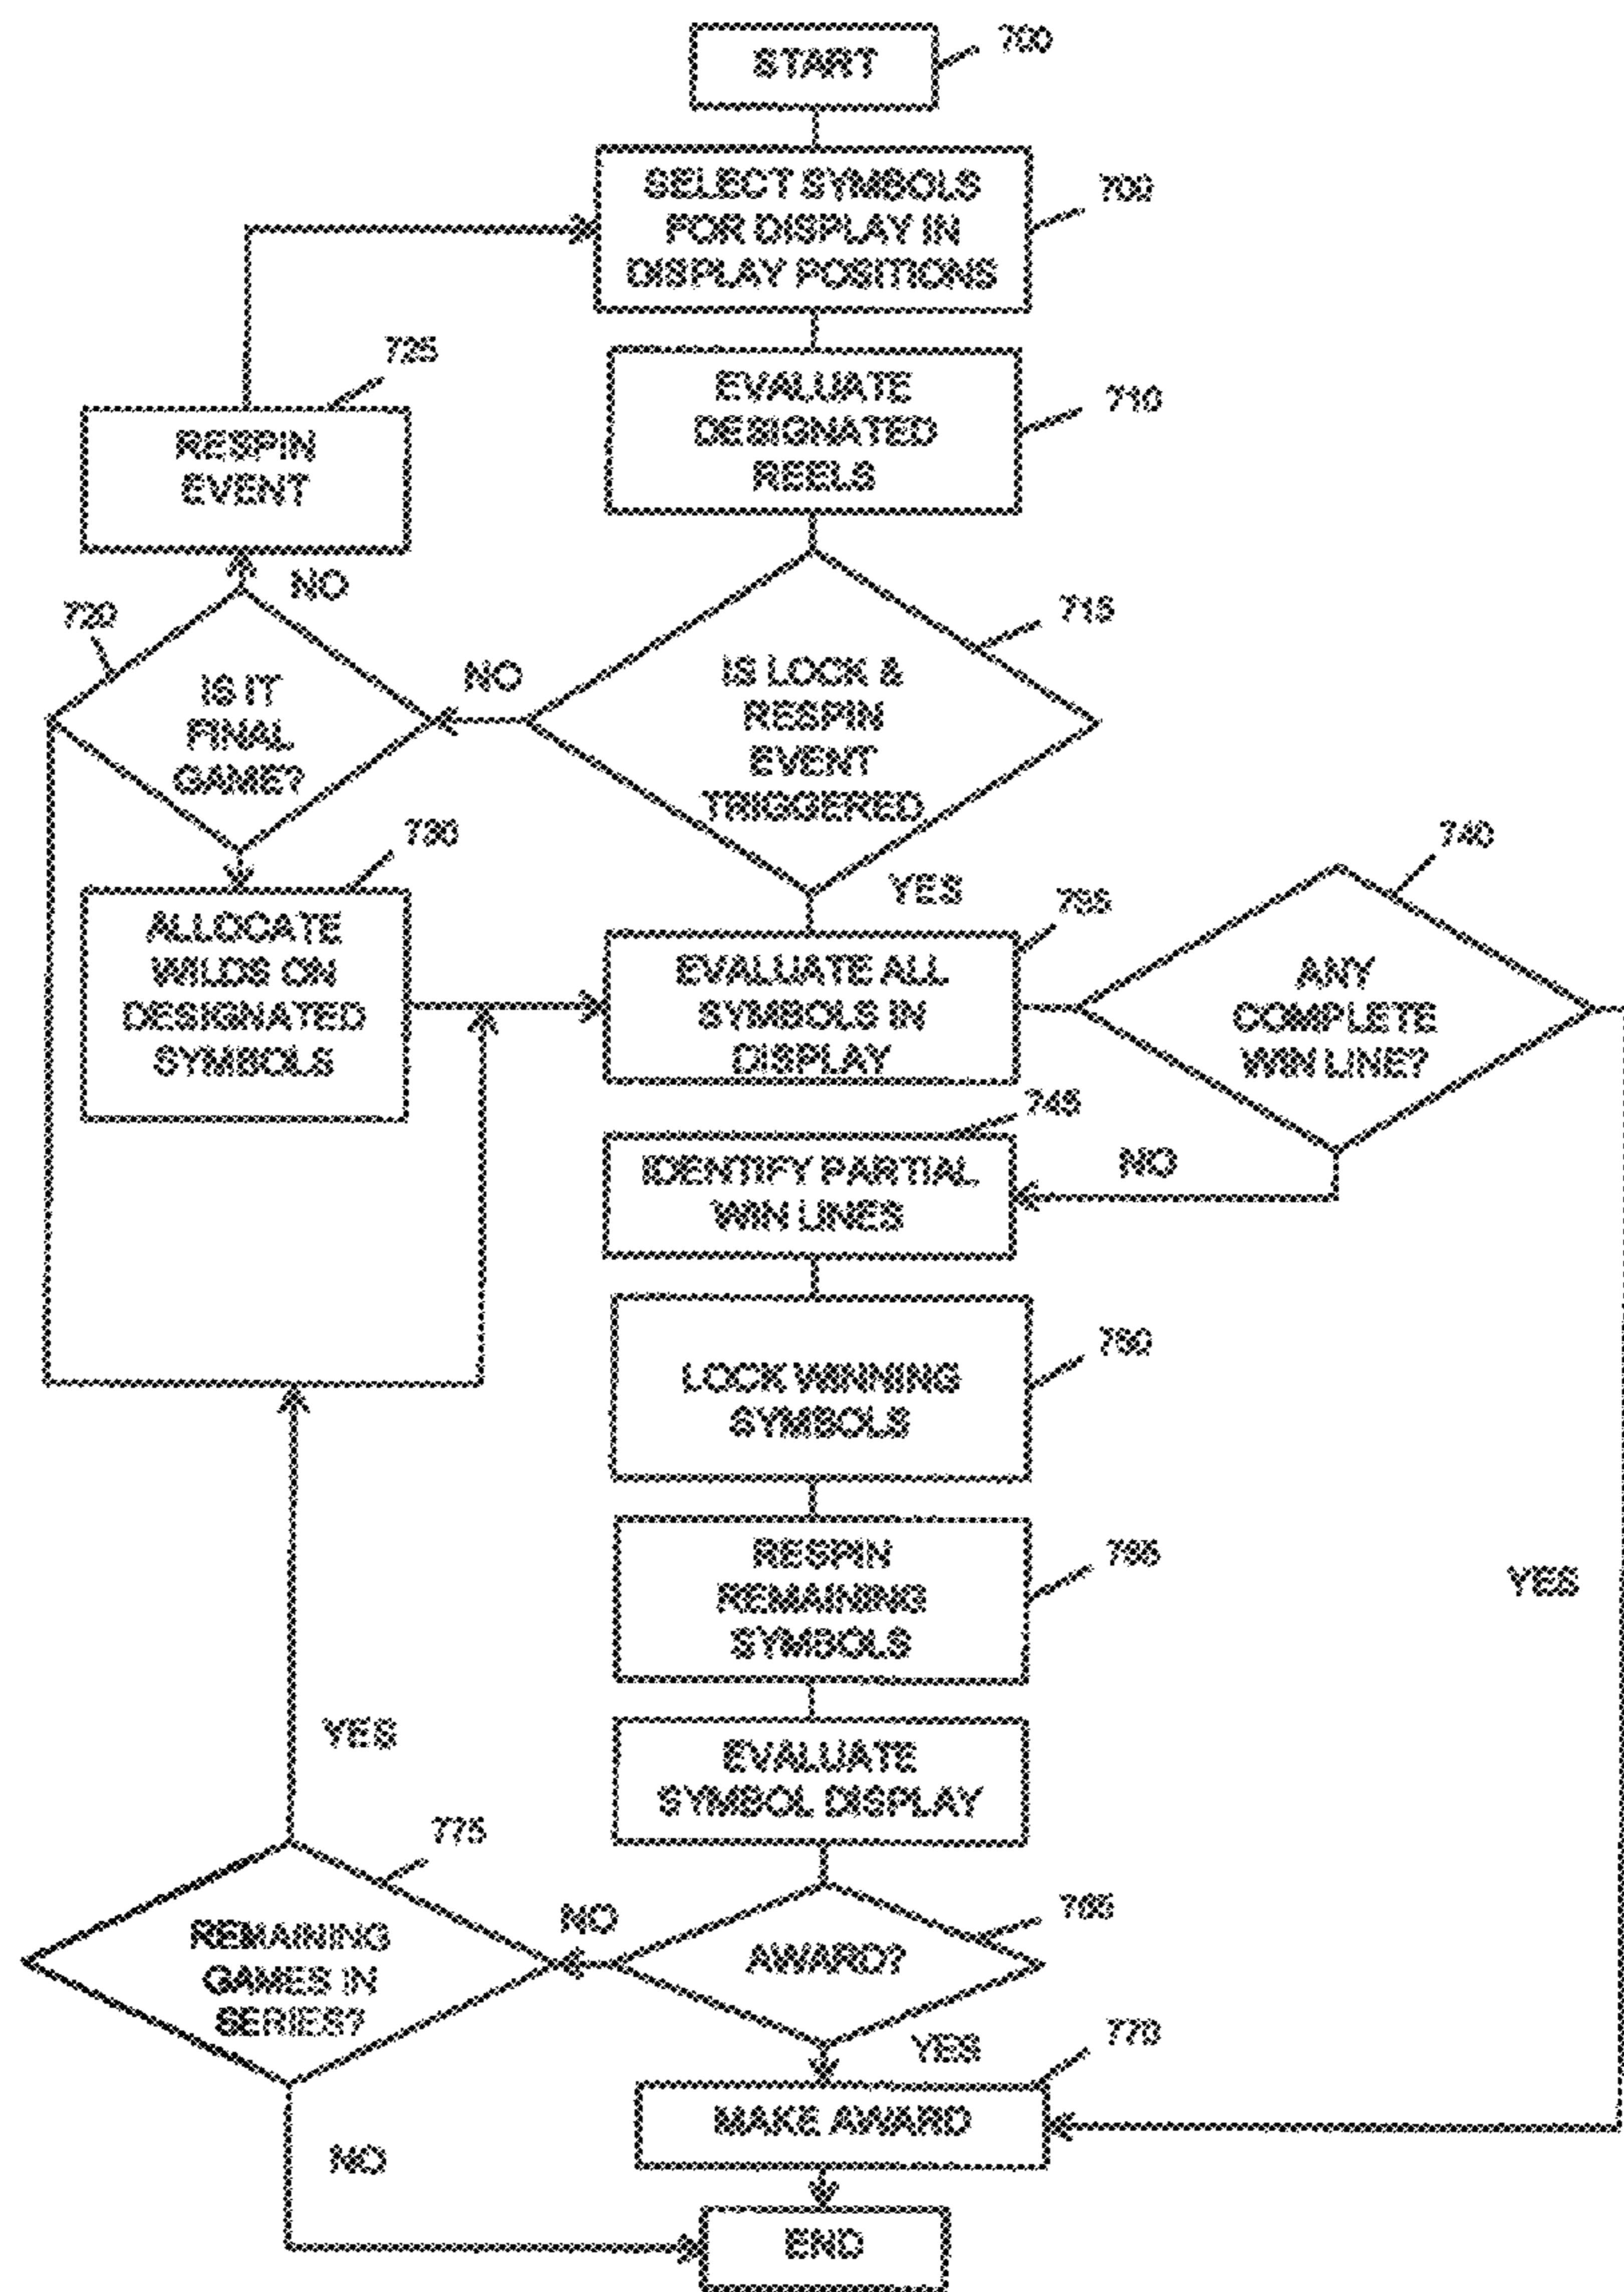 START
700
SELECT SYMBOLS
FOR DISPLAY IN
DISPLAY POSITIONS
700
EVALUATE
DESIGNATED
REELS
710
725
RESPIN
EVENT
NO
720
IS IT
FINAL
GAME?
NO
IS LOCK &
RESPIN
EVENT
TRIGGERED
715
YES
730
ALLOCATE
WILDS ON
DESIGNATED
SYMBOLS
EVALUATE ALL
SYMBOLS IN
DISPLAY
735
740
ANY
COMPLETE
WIN LINE?
NO
745
IDENTIFY PARTIAL
WIN LINES
LOCK WINNING
SYMBOLS
750
RESPIN
REMAINING
SYMBOLS
755
YES
YES
EVALUATE
SYMBOL DISPLAY
775
REMAINING
GAMES IN
SERIES?
NO
AWARD?
765
YES
770
MAKE AWARD
NO
END